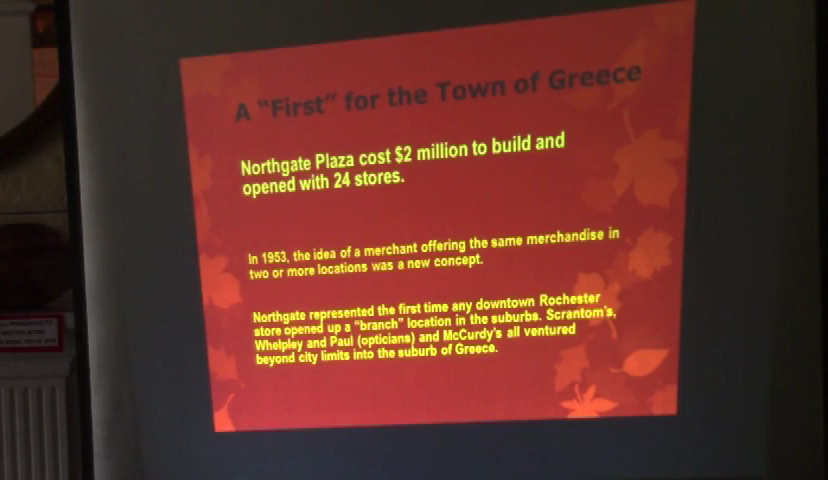 A “First” for the Town of Greece
Northgate Plaza cost $2 million to build and
opened with 24 stores.
In 1953, the idea of a merchant offering the same merchandise in
two or more locations was a new concept.
Northgate represented the first time any downtown Rochester
store opened up a “branch” location in the suburbs. Scrantom's,
Whelpley and Paul (opticians) and McCurdy's all ventured
beyond city limits into the suburb of Greece.